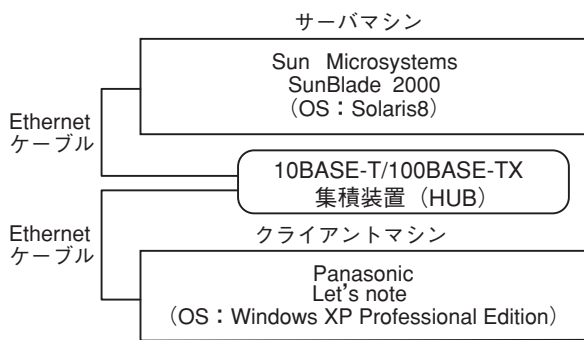 サーバマシン
Sun Microsystems
SunBlade 2000
（OS：Solaris8）
Ethernet
ケーブル
10BASE-T/100BASE-TX
集積装置（HUB）
Ethernet
ケーブル
クライアントマシン
Panasonic
Let's note
（OS：Windows XP Professional Edition）